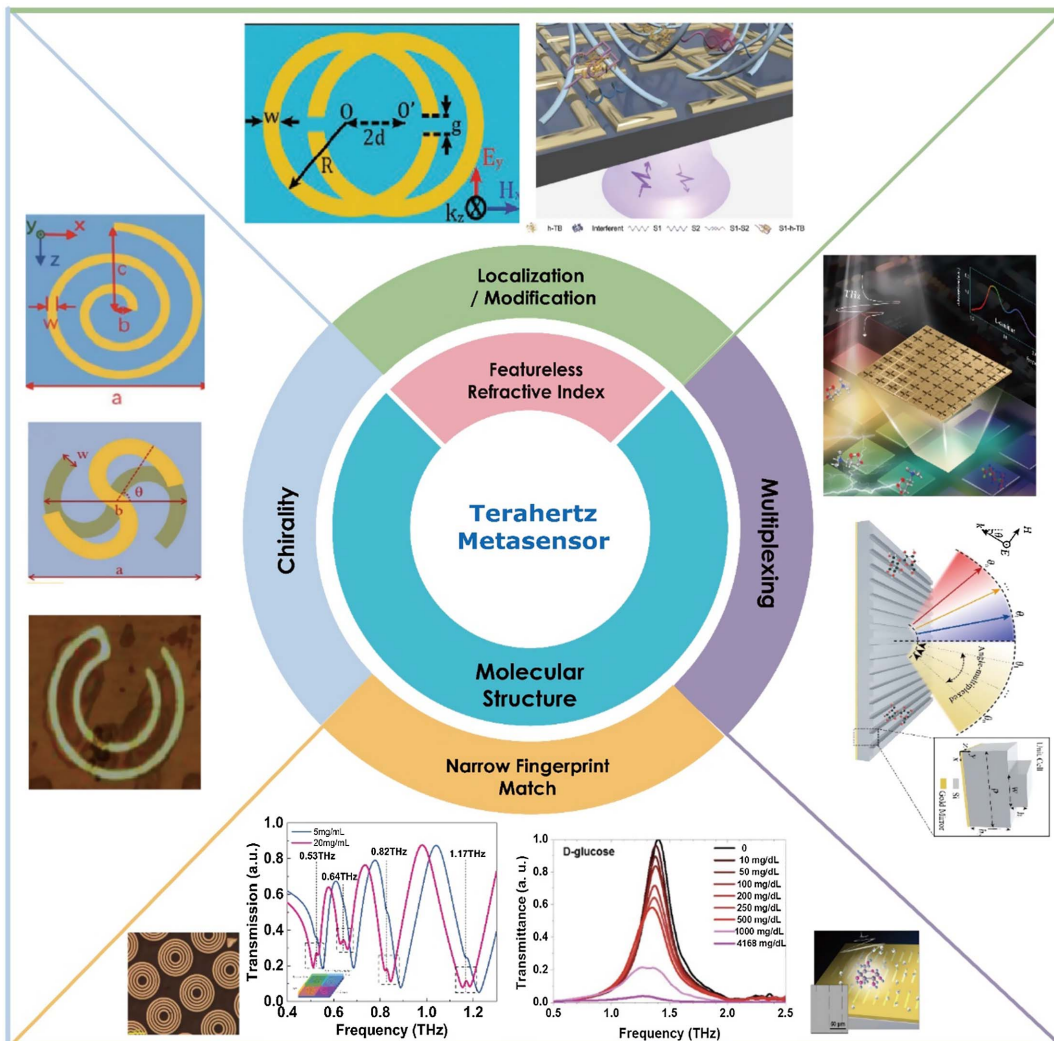 w
O
O'
2d
g
R
E_y
H_x
k_z
h-TB
Interferent
S1
S2
S1-S2
S1-h-TB
y
x
z
c
w
b
a
w
θ
b
a
Localization
/ Modification
Featureless
Refractive Index
Chirality
Multiplexing
Terahertz
Metasensor
Molecular
Structure
Narrow Fingerprint
Match
THz
k
θ
E
H
Angle-multiplexed
Unit Cell
P
w
h
Si
Gold Mirror
5mg/mL
20mg/mL
0.53THz
0.64THz
0.82THz
1.17THz
Transmission (a.u.)
1.0
0.8
0.6
0.4
0.2
0.0
0.4
0.6
0.8
1.0
1.2
Frequency (THz)
D-glucose
0
10 mg/dL
50 mg/dL
100 mg/dL
200 mg/dL
250 mg/dL
500 mg/dL
1000 mg/dL
4168 mg/dL
Transmittance (a. u.)
1.0
0.8
0.6
0.4
0.2
0.0
0.5
1.0
1.5
2.0
2.5
Frequency (THz)